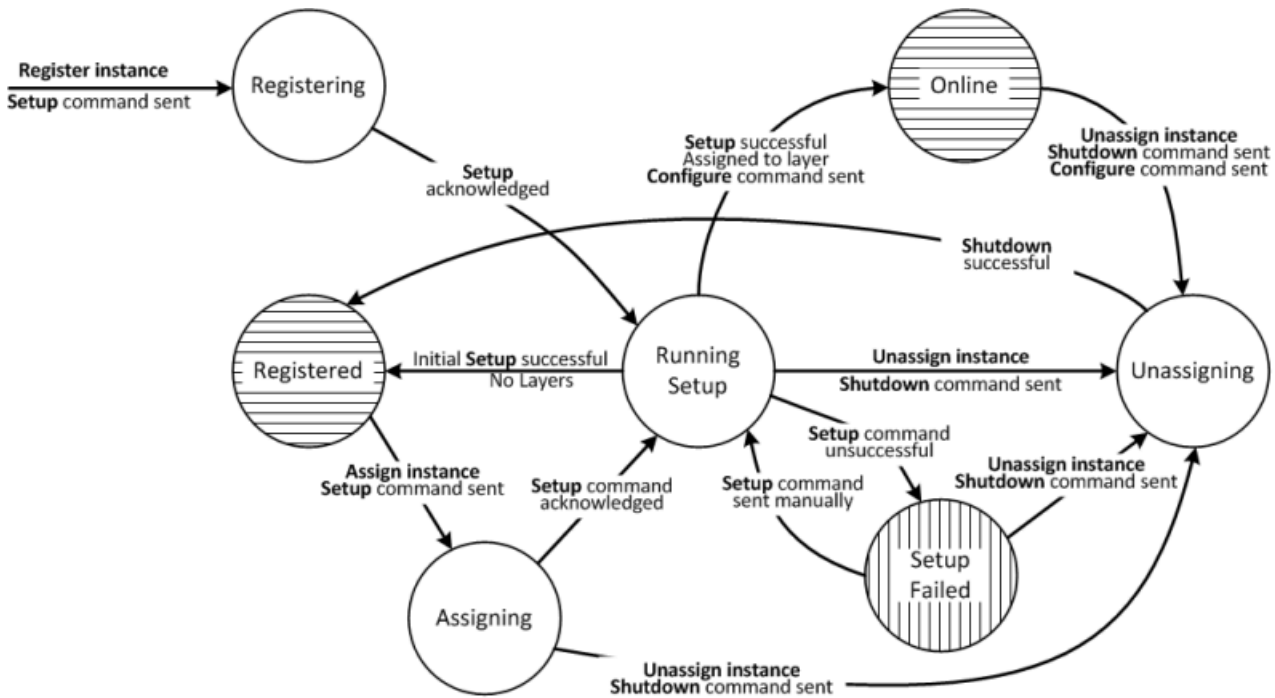 Register instance
Setup command sent
Registering
Online
Setup
acknowledged
Setup successful
Assigned to layer
Configure command sent
Unassign instance
Shutdown command sent
Configure command sent
Shutdown
successful
Registered
Initial Setup successful
No Layers
Running
Setup
Unassign instance
Shutdown command sent
Unassigning
Setup command
unsuccessful
Assign instance
Setup command sent
Setup command
acknowledged
Setup command
sent manually
Unassign instance
Shutdown command sent
Setup
Failed
Assigning
Unassign instance
Shutdown command sent